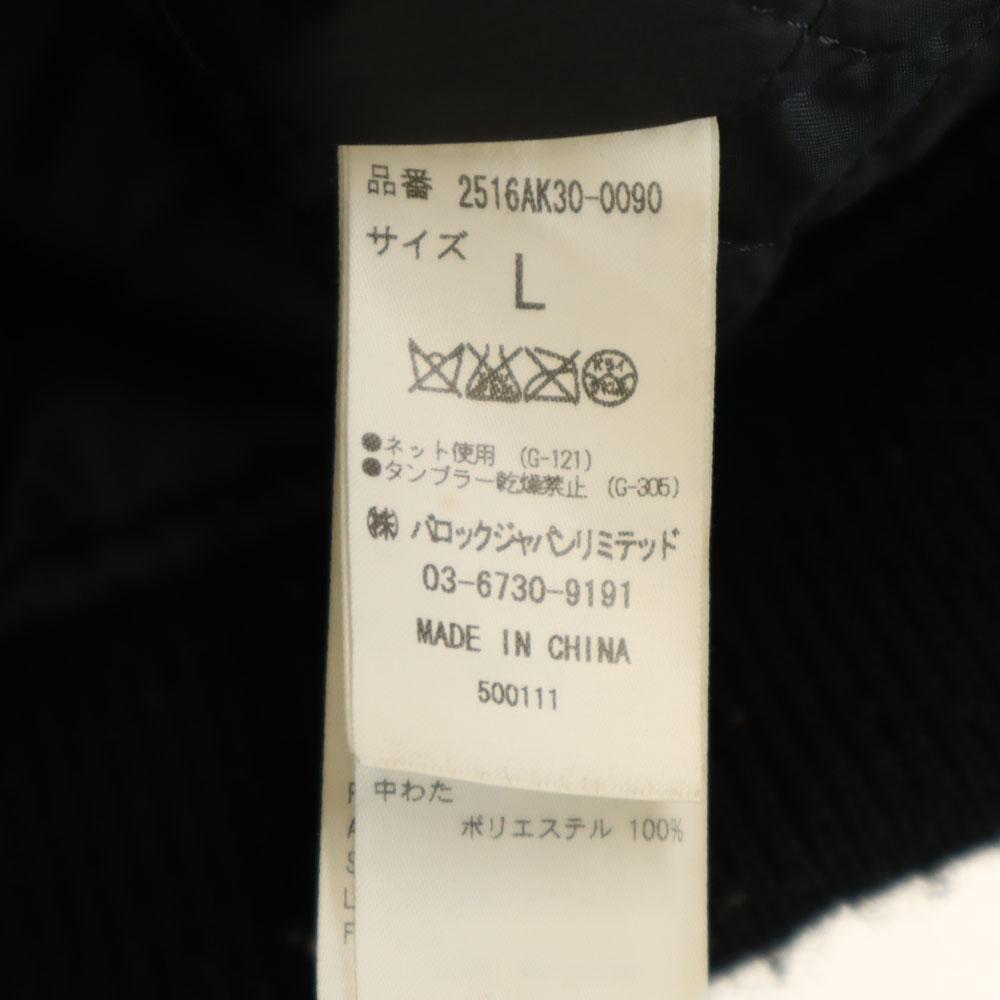 品番 2516AK30-0090
サイズ
L
●ネット使用 (G-121)
●タンブラー乾燥禁止 (G-305)
㈱ バロックジャパンリミテッド
03-6730-9191
MADE IN CHINA
500111
中わた
ポリエステル 100%